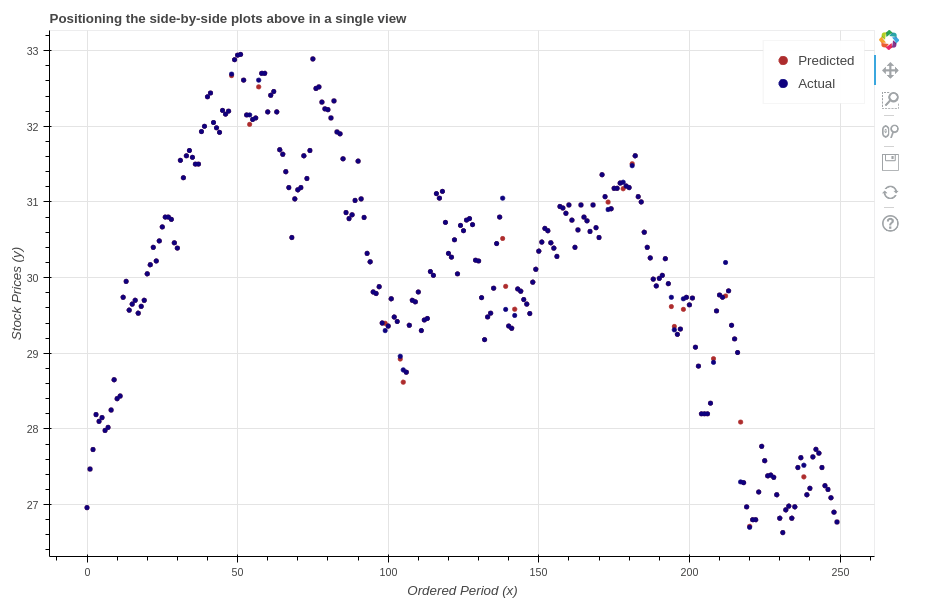 Positioning the side-by-side plots above in a single view
Predicted
Actual
Stock Prices (y)
33
32
31
30
29
28
27
0
50
100
150
200
250
Ordered Period (x)